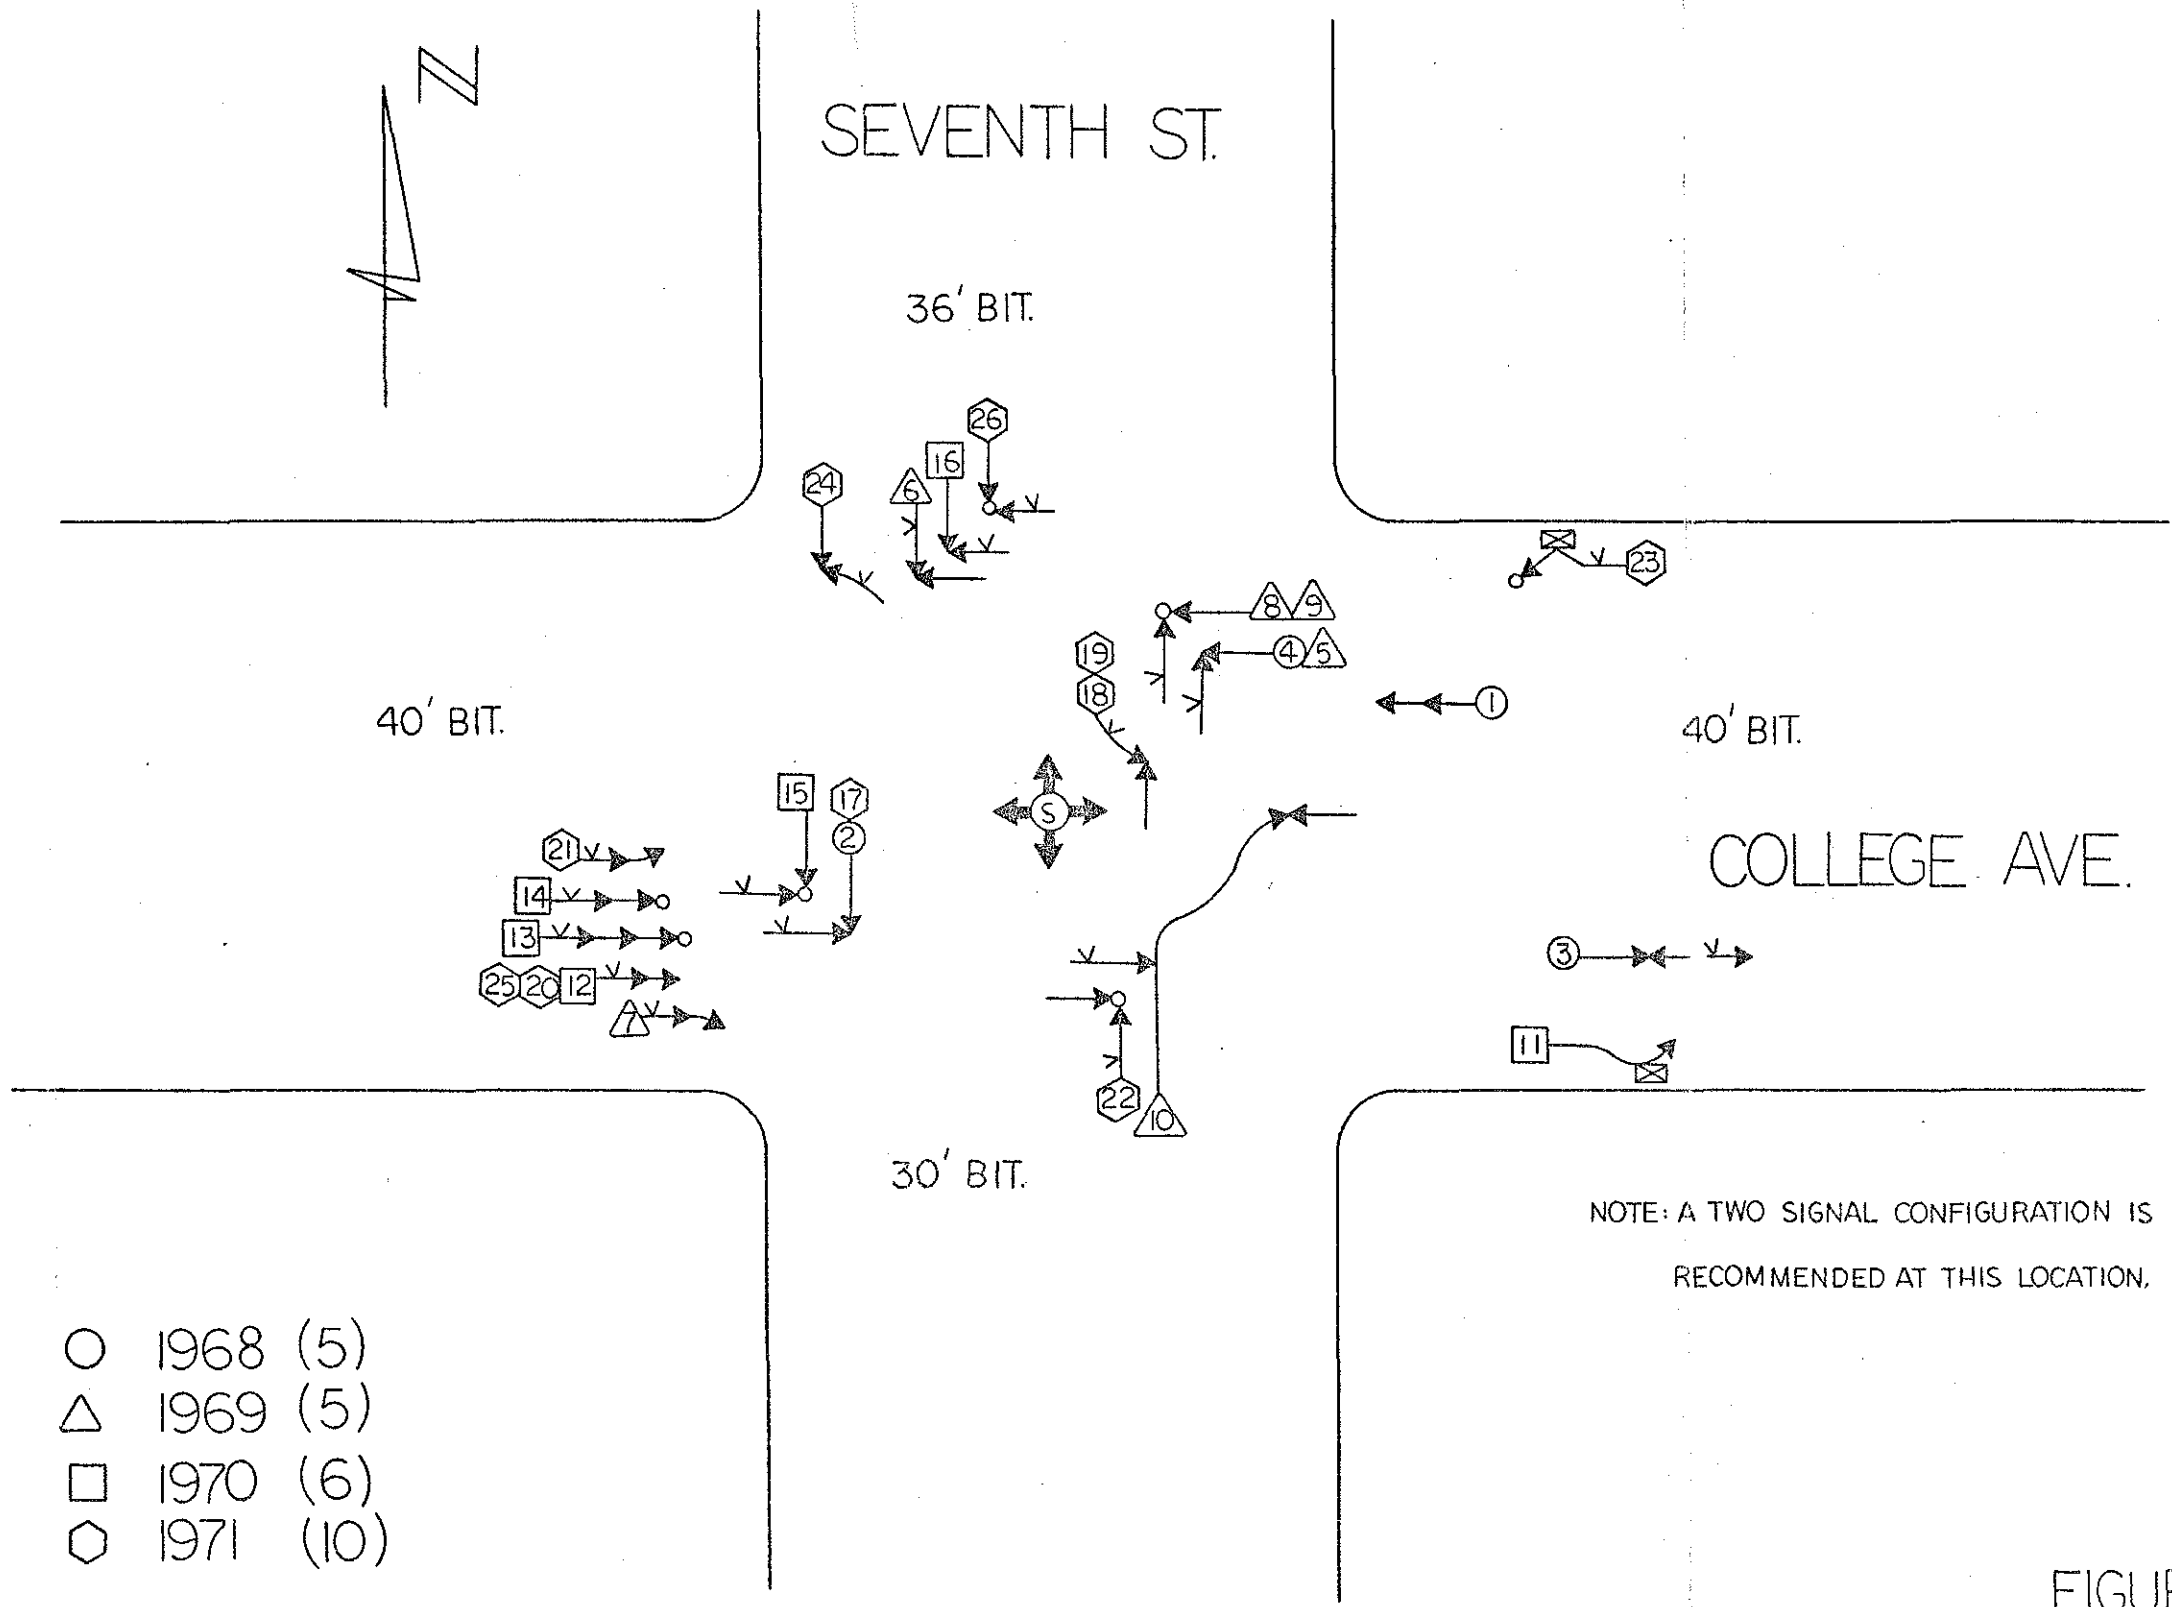 N
SEVENTH ST.
36' BIT.
26
16
24
6
23
8 9
19
4 5
18
1
40' BIT.
40' BIT.
15
17
S
2
21
COLLEGE AVE.
14
13
3
25 20 12
7
11
22
10
30' BIT.
NOTE: A TWO SIGNAL CONFIGURATION IS
RECOMMENDED AT THIS LOCATION.
1968 (5)
1969 (5)
1970 (6)
1971 (10)